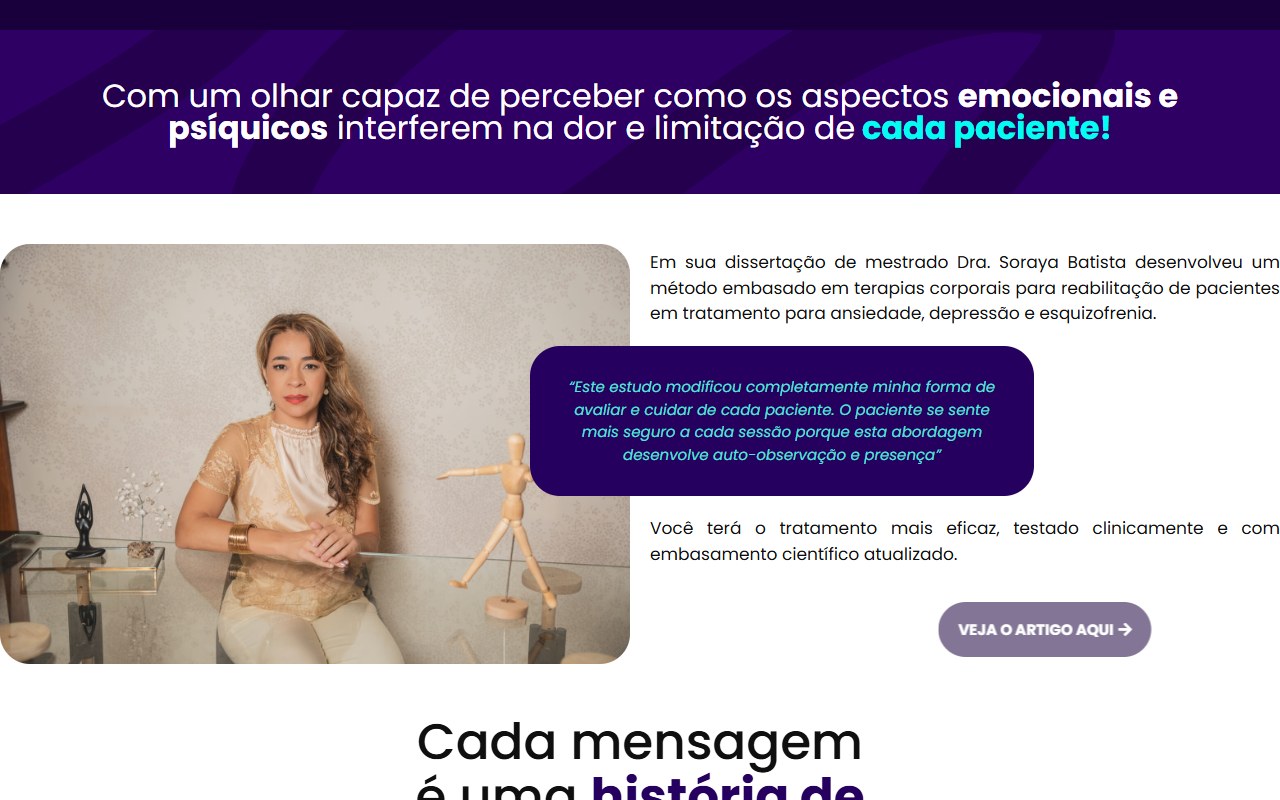 Com um olhar capaz de perceber como os aspectos emocionais e
psíquicos interferem na dor e limitação de cada paciente!
Em sua dissertação de mestrado Dra. Soraya Batista desenvolveu um
método embasado em terapias corporais para reabilitação de pacientes
em tratamento para ansiedade, depressão e esquizofrenia.
“Este estudo modificou completamente minha forma de
avaliar e cuidar de cada paciente. O paciente se sente
mais seguro a cada sessão porque esta abordagem
desenvolve auto-observação e presença”
Você terá o tratamento mais eficaz, testado clinicamente e com
embasamento científico atualizado.
VEJA O ARTIGO AQUI →
Cada mensagem
é uma história de